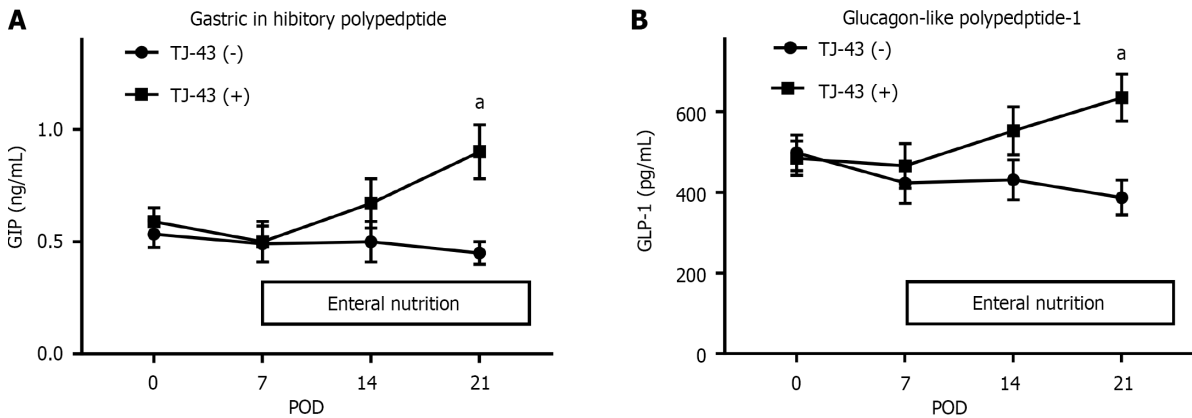 A
Gastric in hibitory polypedptide
TJ-43 (-)
TJ-43 (+)
a
1.0
0.5
0.0
GIP (ng/mL)
Enteral nutrition
0 7 14 21
POD
B
Glucagon-like polypedptide-1
TJ-43 (-)
TJ-43 (+)
a
600
400
200
0
GLP-1 (pg/mL)
Enteral nutrition
0 7 14 21
POD